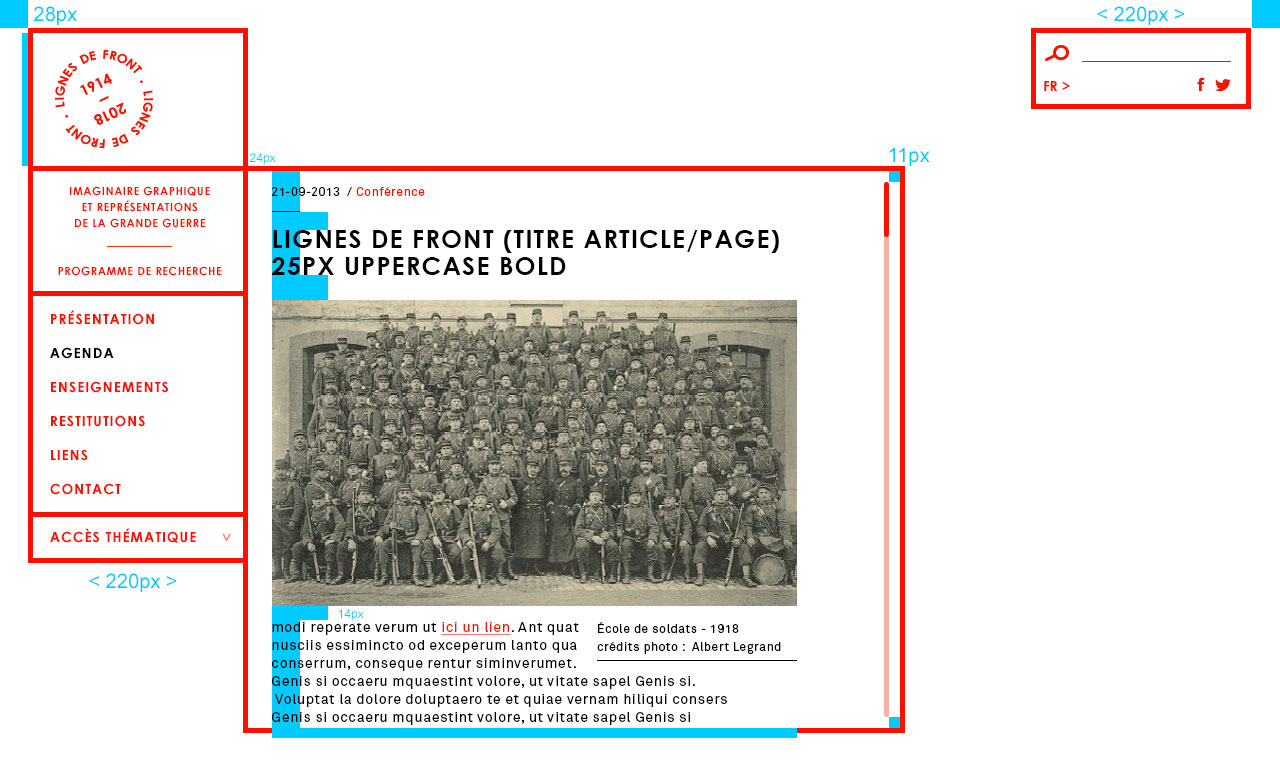 28px
< 220px >
LIGNES DE FRONT · LIGNES DE FRONT ·
1914
2018
FR >
24px
11px
IMAGINAIRE GRAPHIQUE
ET REPRÉSENTATIONS
DE LA GRANDE GUERRE
PROGRAMME DE RECHERCHE
PRÉSENTATION
AGENDA
ENSEIGNEMENTS
RESTITUTIONS
LIENS
CONTACT
ACCÈS THÉMATIQUE
< 220px >
21-09-2013 / Conférence
LIGNES DE FRONT (TITRE ARTICLE/PAGE)
25PX UPPERCASE BOLD
14px
modi reperate verum ut ici un lien. Ant quat
nusciis essimincto od exceperum lanto qua
conserrum, conseque rentur siminverumet.
Genis si occaeru mquaestint volore, ut vitate sapel Genis si.
Voluptat la dolore doluptaero te et quiae vernam hiliqui consers
Genis si occaeru mquaestint volore, ut vitate sapel Genis si
École de soldats - 1918
crédits photo : Albert Legrand